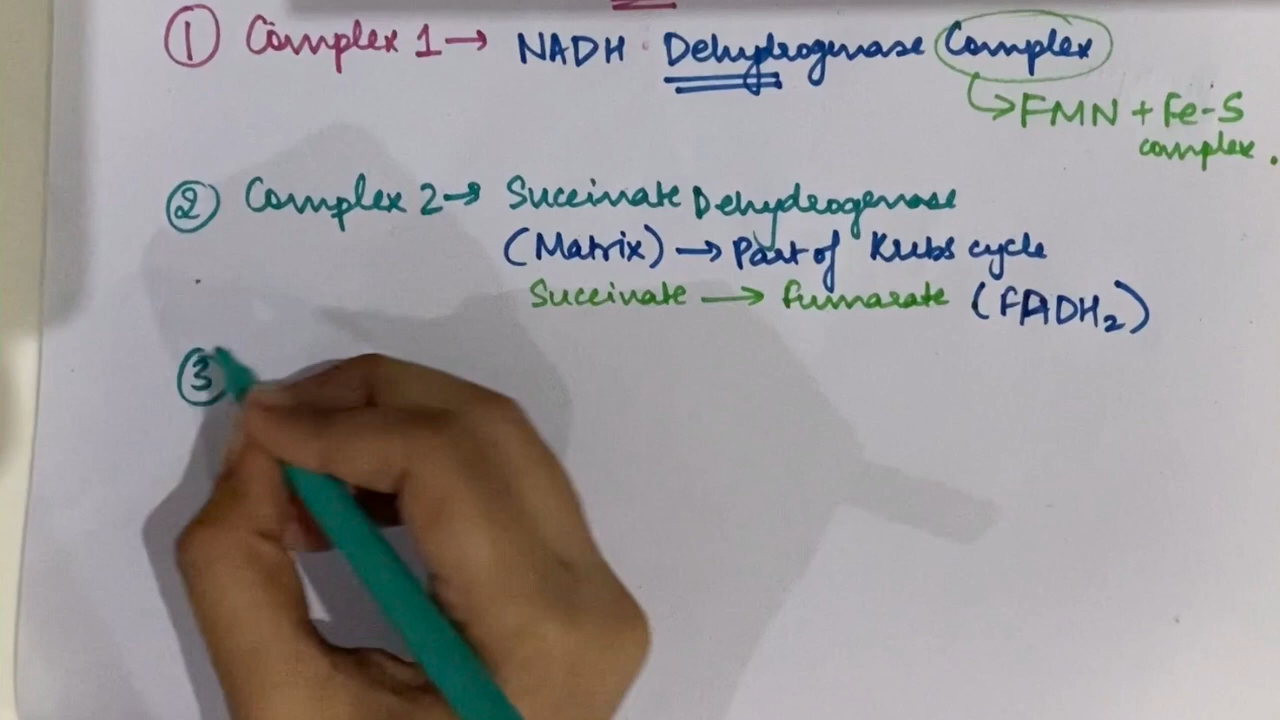 ① Complex 1 → NADH Dehydrogenase Complex
↳ FMN + Fe-S
complex.
② Complex 2 → Succinate Dehydrogenase
(Matrix) → Part of Krebs cycle
Succinate → fumarate (FADH₂)
③